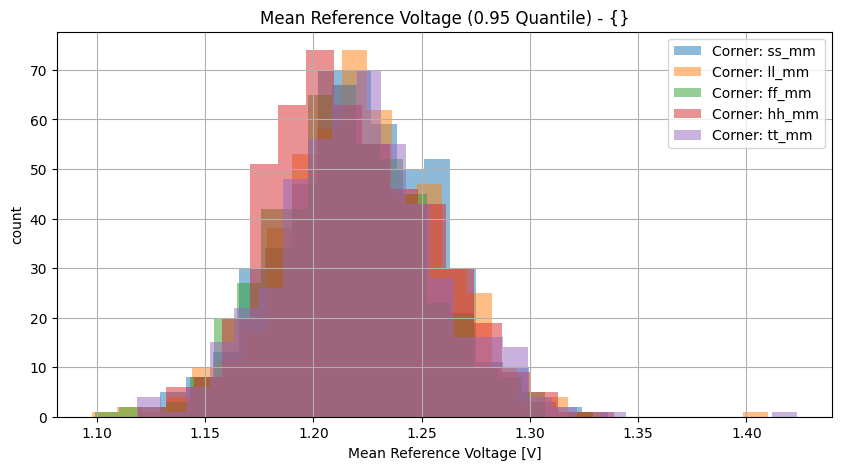 Mean Reference Voltage (0.95 Quantile) - {}
Corner: ss_mm
Corner: ll_mm
Corner: ff_mm
Corner: hh_mm
Corner: tt_mm
count
70
60
50
40
30
20
10
0
1.10 1.15 1.20 1.25 1.30 1.35 1.40
Mean Reference Voltage [V]